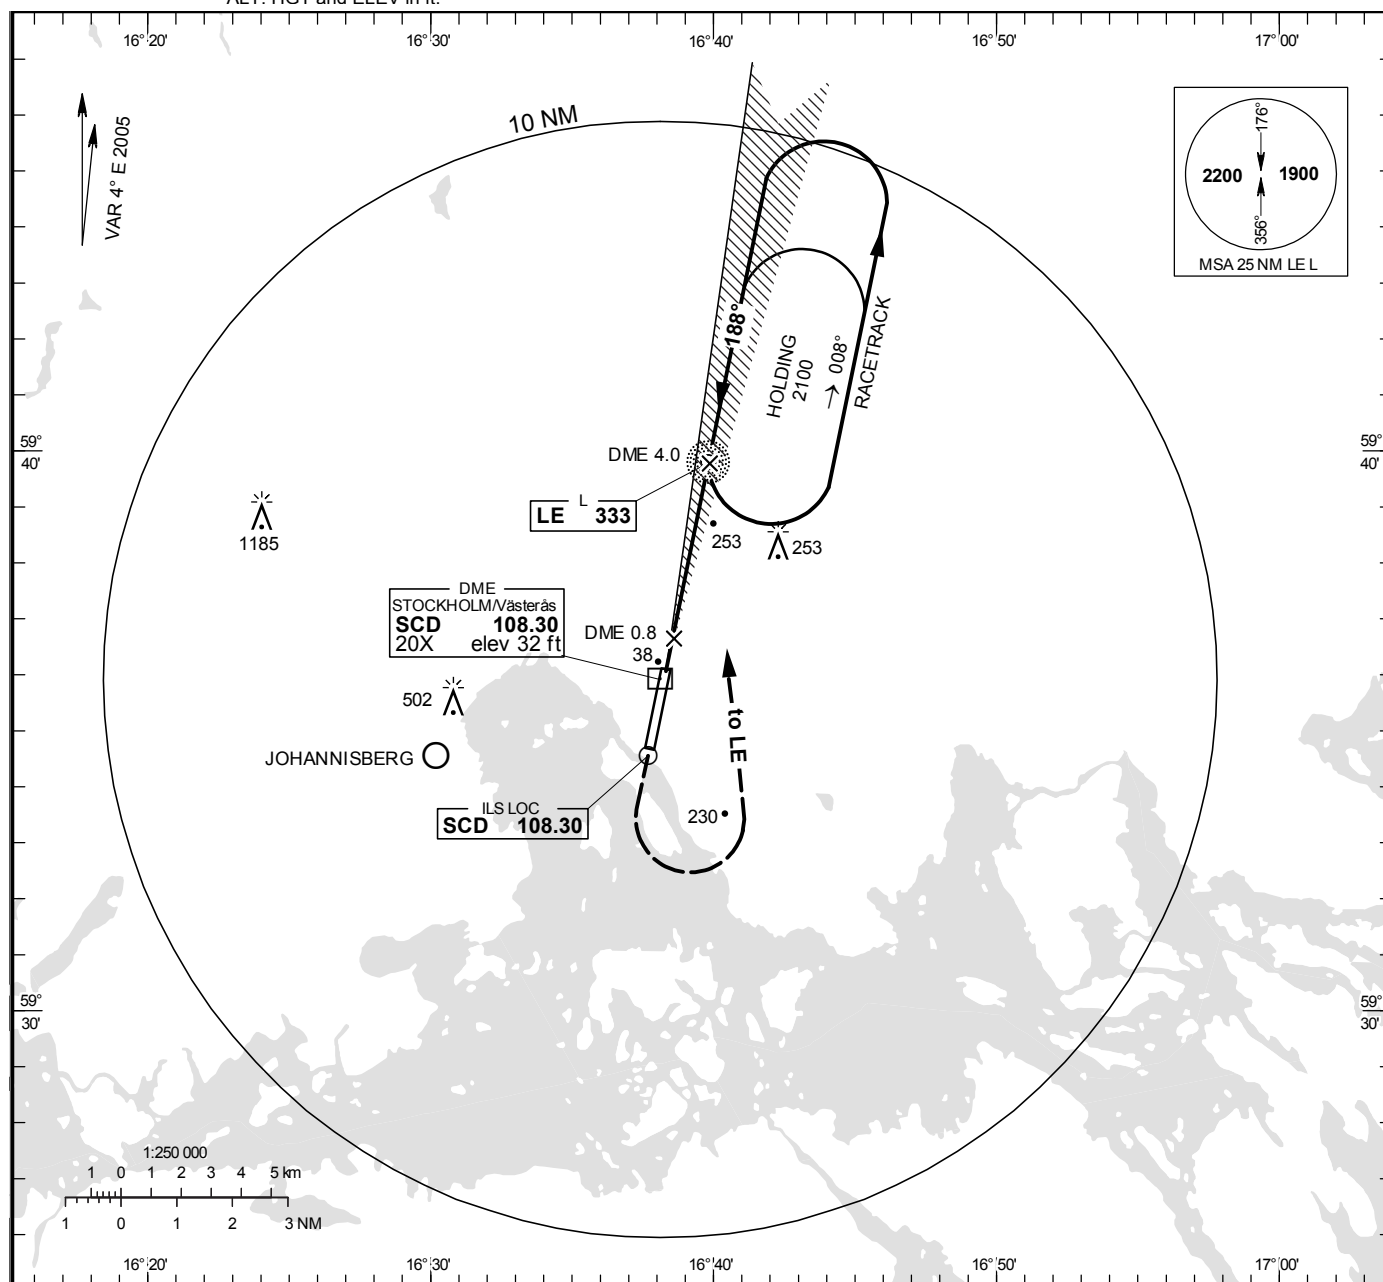 16° 20'
16° 30'
16° 40'
16° 50'
17° 00'
VAR 4° E 2005
10 NM
176°
2200
1900
356°
MSA 25 NM LE L
188°
HOLDING
2100
008°
RACETRACK
59°
40'
59°
40'
DME 4.0
L
LE 333
1185
253
253
DME
STOCKHOLM/Västerås
SCD 108.30
20X elev 32 ft
DME 0.8
38
502
to LE
JOHANNISBERG
ILS LOC
SCD 108.30
230
59°
30'
59°
30'
1:250 000
1 0 1 2 3 4 5 km
1 0 1 2 3 NM
16° 20'
16° 30'
16° 40'
16° 50'
17° 00'